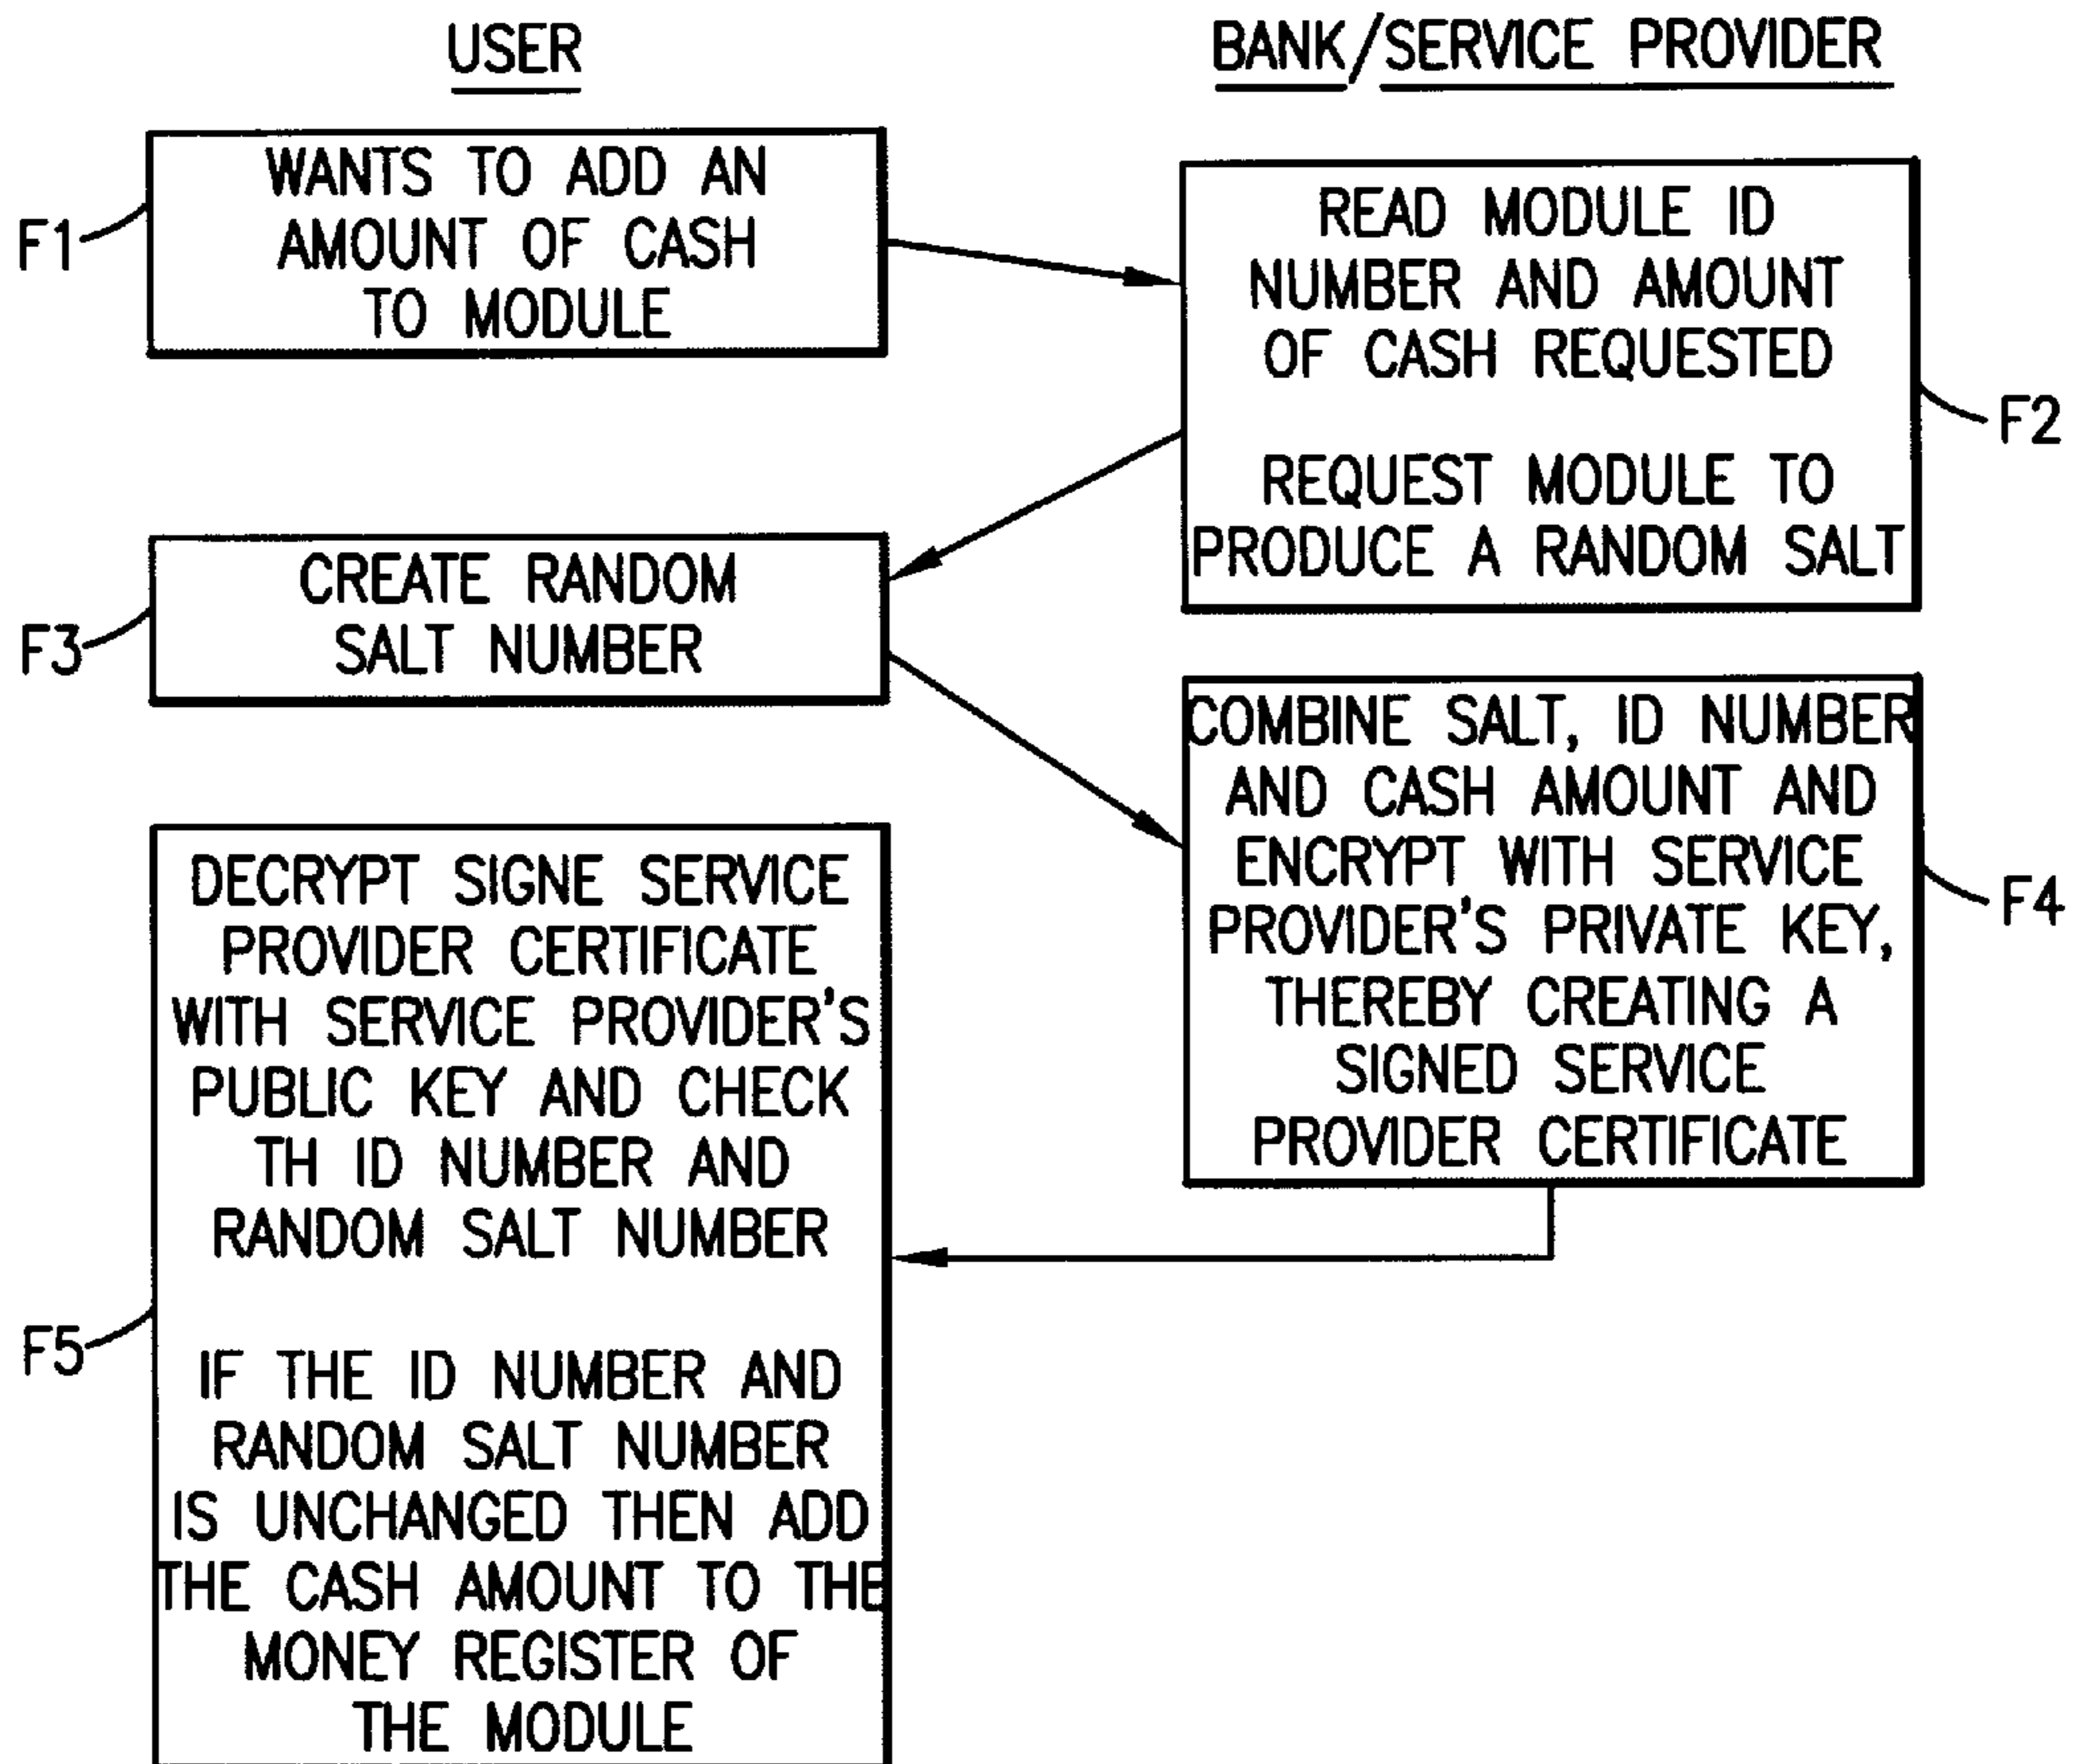 USER
BANK/SERVICE PROVIDER
F1
WANTS TO ADD AN
AMOUNT OF CASH
TO MODULE
READ MODULE ID
NUMBER AND AMOUNT
OF CASH REQUESTED
REQUEST MODULE TO
PRODUCE A RANDOM SALT
F2
F3
CREATE RANDOM
SALT NUMBER
COMBINE SALT, ID NUMBER
AND CASH AMOUNT AND
ENCRYPT WITH SERVICE
PROVIDER'S PRIVATE KEY,
THEREBY CREATING A
SIGNED SERVICE
PROVIDER CERTIFICATE
F4
F5
DECRYPT SIGNE SERVICE
PROVIDER CERTIFICATE
WITH SERVICE PROVIDER'S
PUBLIC KEY AND CHECK
TH ID NUMBER AND
RANDOM SALT NUMBER
IF THE ID NUMBER AND
RANDOM SALT NUMBER
IS UNCHANGED THEN ADD
THE CASH AMOUNT TO THE
MONEY REGISTER OF
THE MODULE